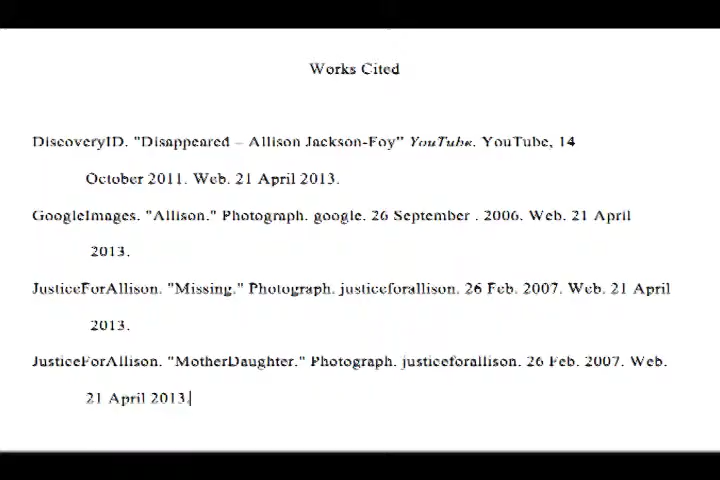 Works Cited
DiscoveryID. "Disappeared – Allison Jackson-Foy" YouTube. YouTube, 14
October 2011. Web. 21 April 2013.
GoogleImages. "Allison." Photograph. google. 26 September . 2006. Web. 21 April
2013.
JusticeForAllison. "Missing." Photograph. justiceforallison. 26 Feb. 2007. Web. 21 April
2013.
JusticeForAllison. "MotherDaughter." Photograph. justiceforallison. 26 Feb. 2007. Web.
21 April 2013.